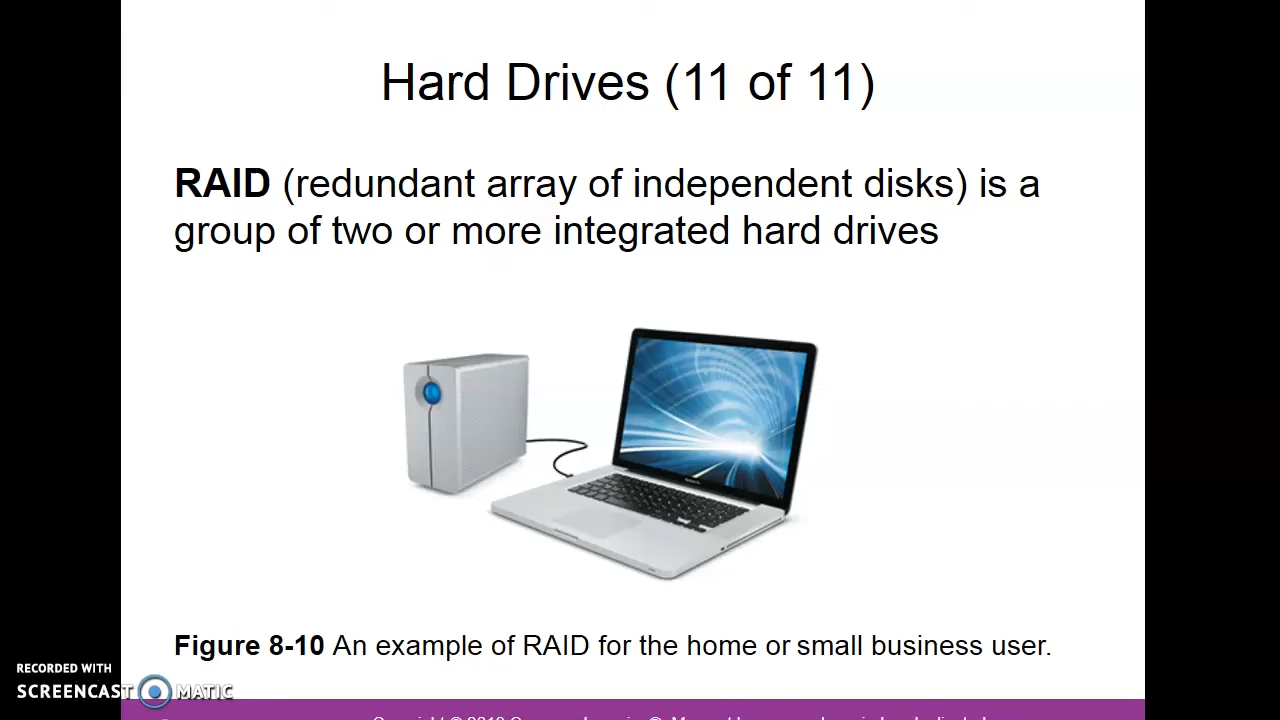 Hard Drives (11 of 11)
RAID (redundant array of independent disks) is a
group of two or more integrated hard drives
Figure 8-10 An example of RAID for the home or small business user.
RECORDED WITH
SCREENCAST MATIC